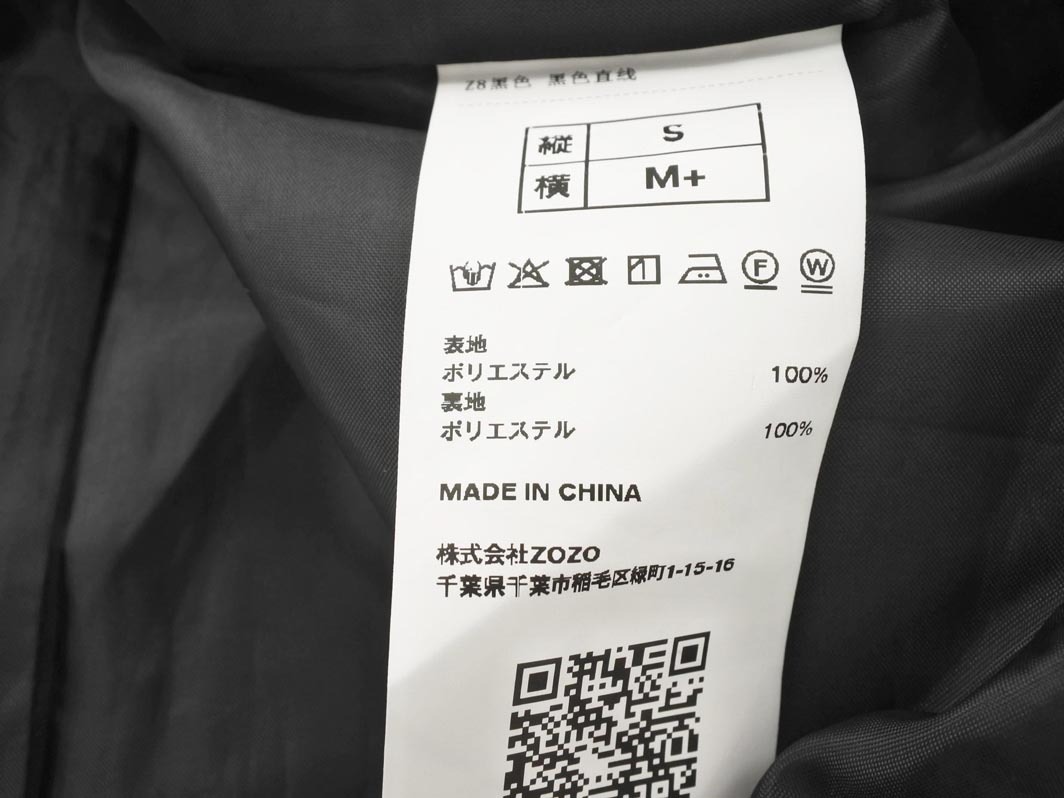 Z8黑色 黑色直线
縦 S
横 M+
F W
表地
ポリエステル 100%
裏地
ポリエステル 100%
MADE IN CHINA
株式会社ZOZO
千葉県千葉市稲毛区緑町1-15-16